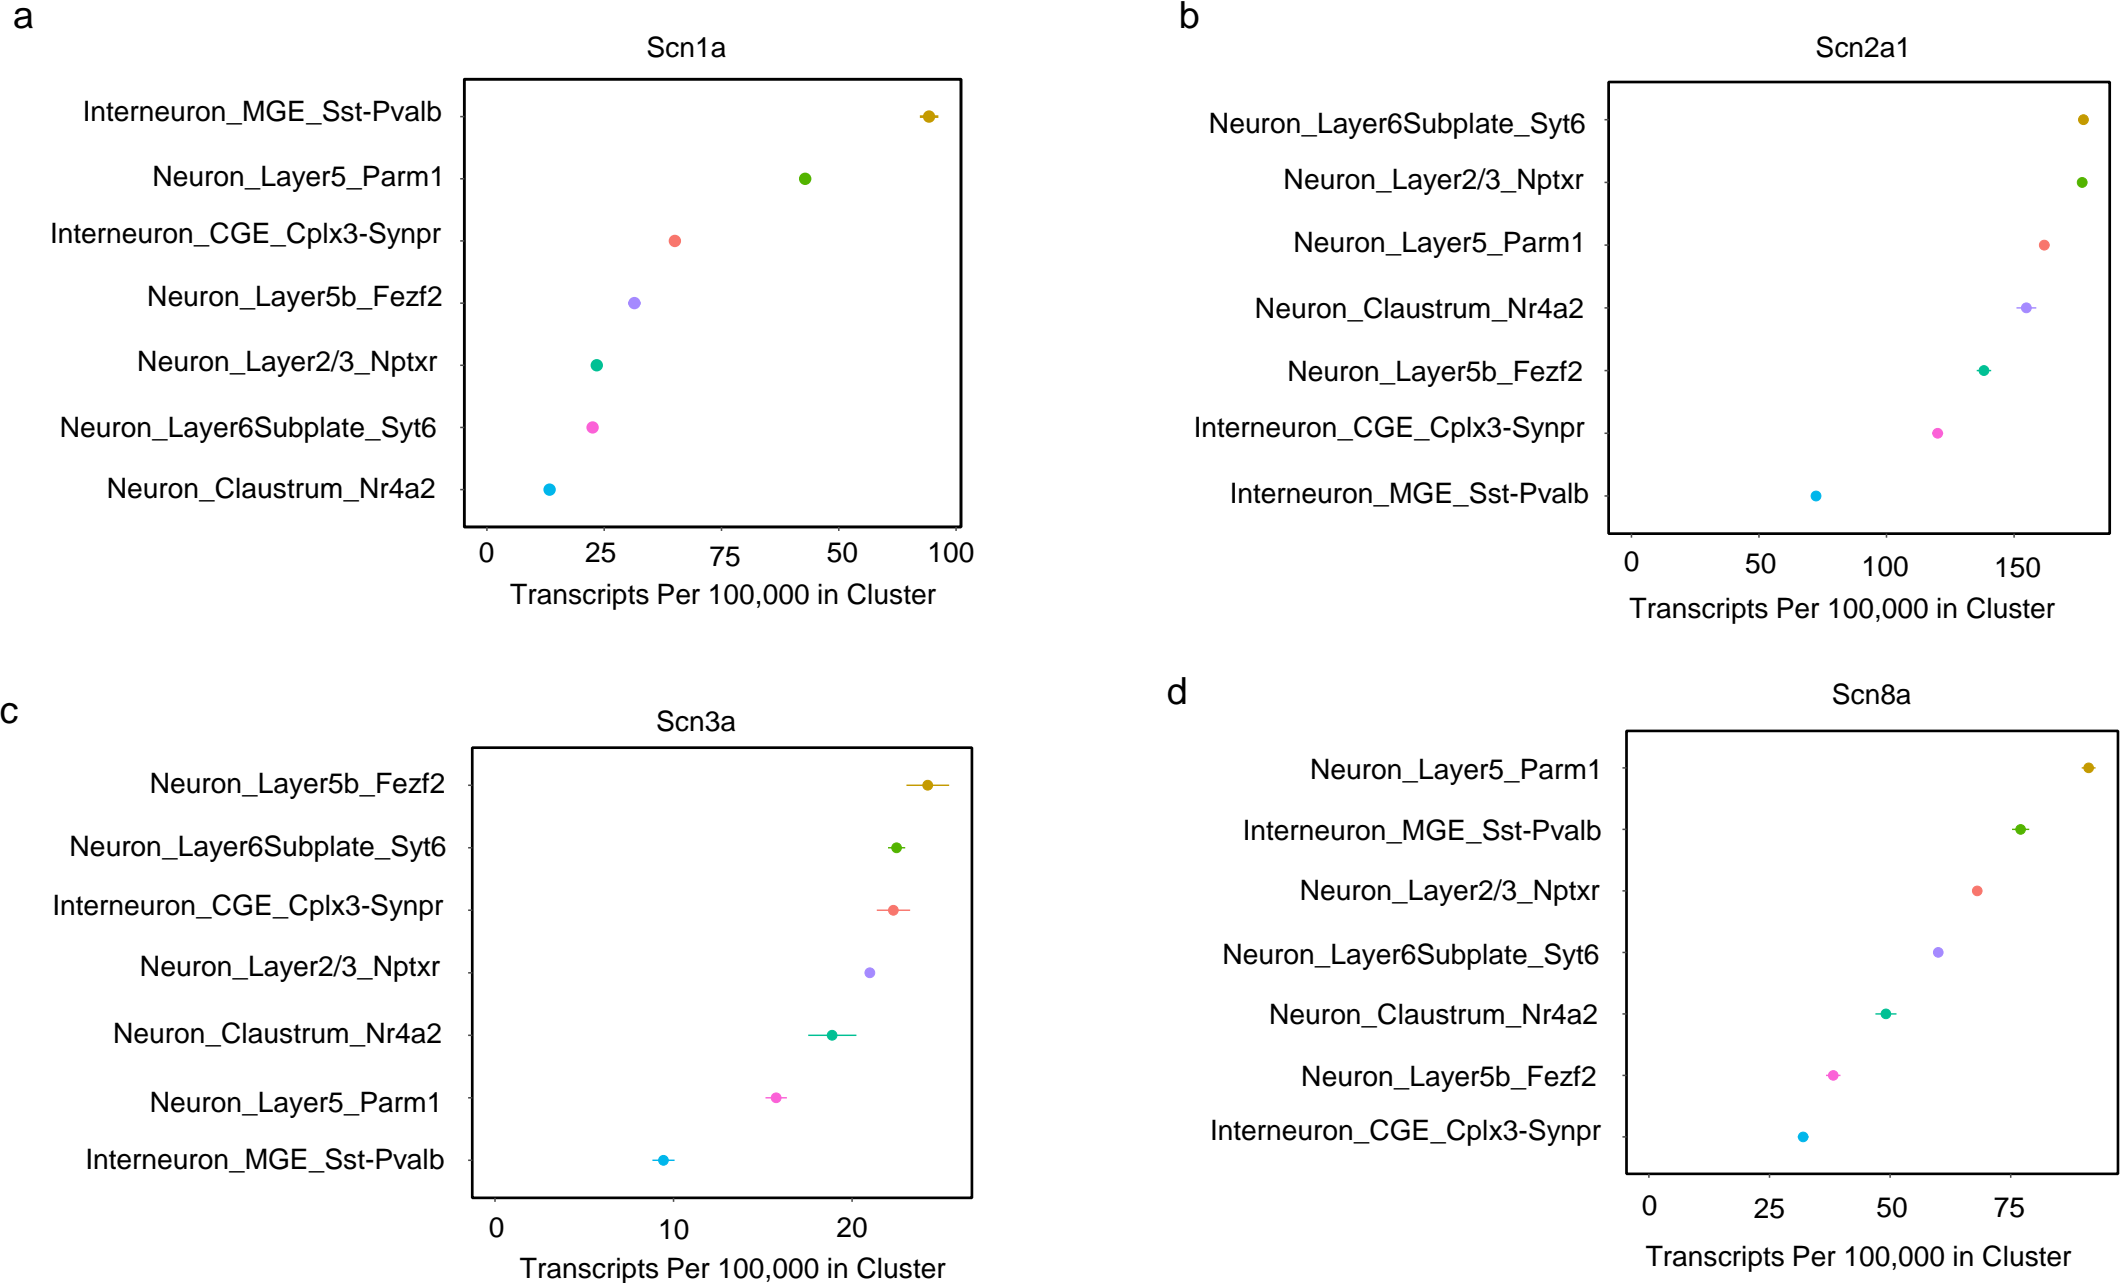 a
Scn1a
Interneuron_MGE_Sst-Pvalb
Neuron_Layer5_Parm1
Interneuron_CGE_Cplx3-Synpr
Neuron_Layer5b_Fezf2
Neuron_Layer2/3_Nptxr
Neuron_Layer6Subplate_Syt6
Neuron_Claustrum_Nr4a2
0 25 75 50 100
Transcripts Per 100,000 in Cluster
b
Scn2a1
Neuron_Layer6Subplate_Syt6
Neuron_Layer2/3_Nptxr
Neuron_Layer5_Parm1
Neuron_Claustrum_Nr4a2
Neuron_Layer5b_Fezf2
Interneuron_CGE_Cplx3-Synpr
Interneuron_MGE_Sst-Pvalb
0 50 100 150
Transcripts Per 100,000 in Cluster
c
Scn3a
Neuron_Layer5b_Fezf2
Neuron_Layer6Subplate_Syt6
Interneuron_CGE_Cplx3-Synpr
Neuron_Layer2/3_Nptxr
Neuron_Claustrum_Nr4a2
Neuron_Layer5_Parm1
Interneuron_MGE_Sst-Pvalb
0 10 20
Transcripts Per 100,000 in Cluster
d
Scn8a
Neuron_Layer5_Parm1
Interneuron_MGE_Sst-Pvalb
Neuron_Layer2/3_Nptxr
Neuron_Layer6Subplate_Syt6
Neuron_Claustrum_Nr4a2
Neuron_Layer5b_Fezf2
Interneuron_CGE_Cplx3-Synpr
0 25 50 75
Transcripts Per 100,000 in Cluster